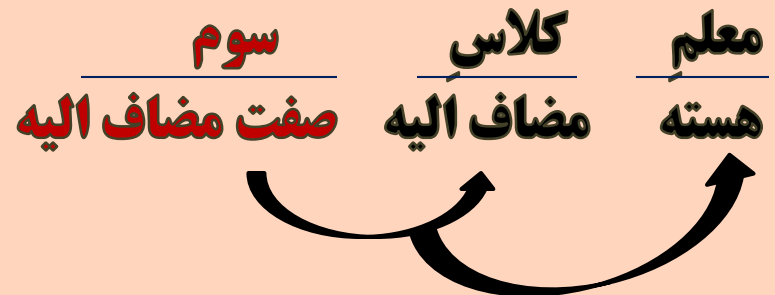 معلمِ کلاسِ سوم
هسته مضاف الیه صفت مضاف الیه